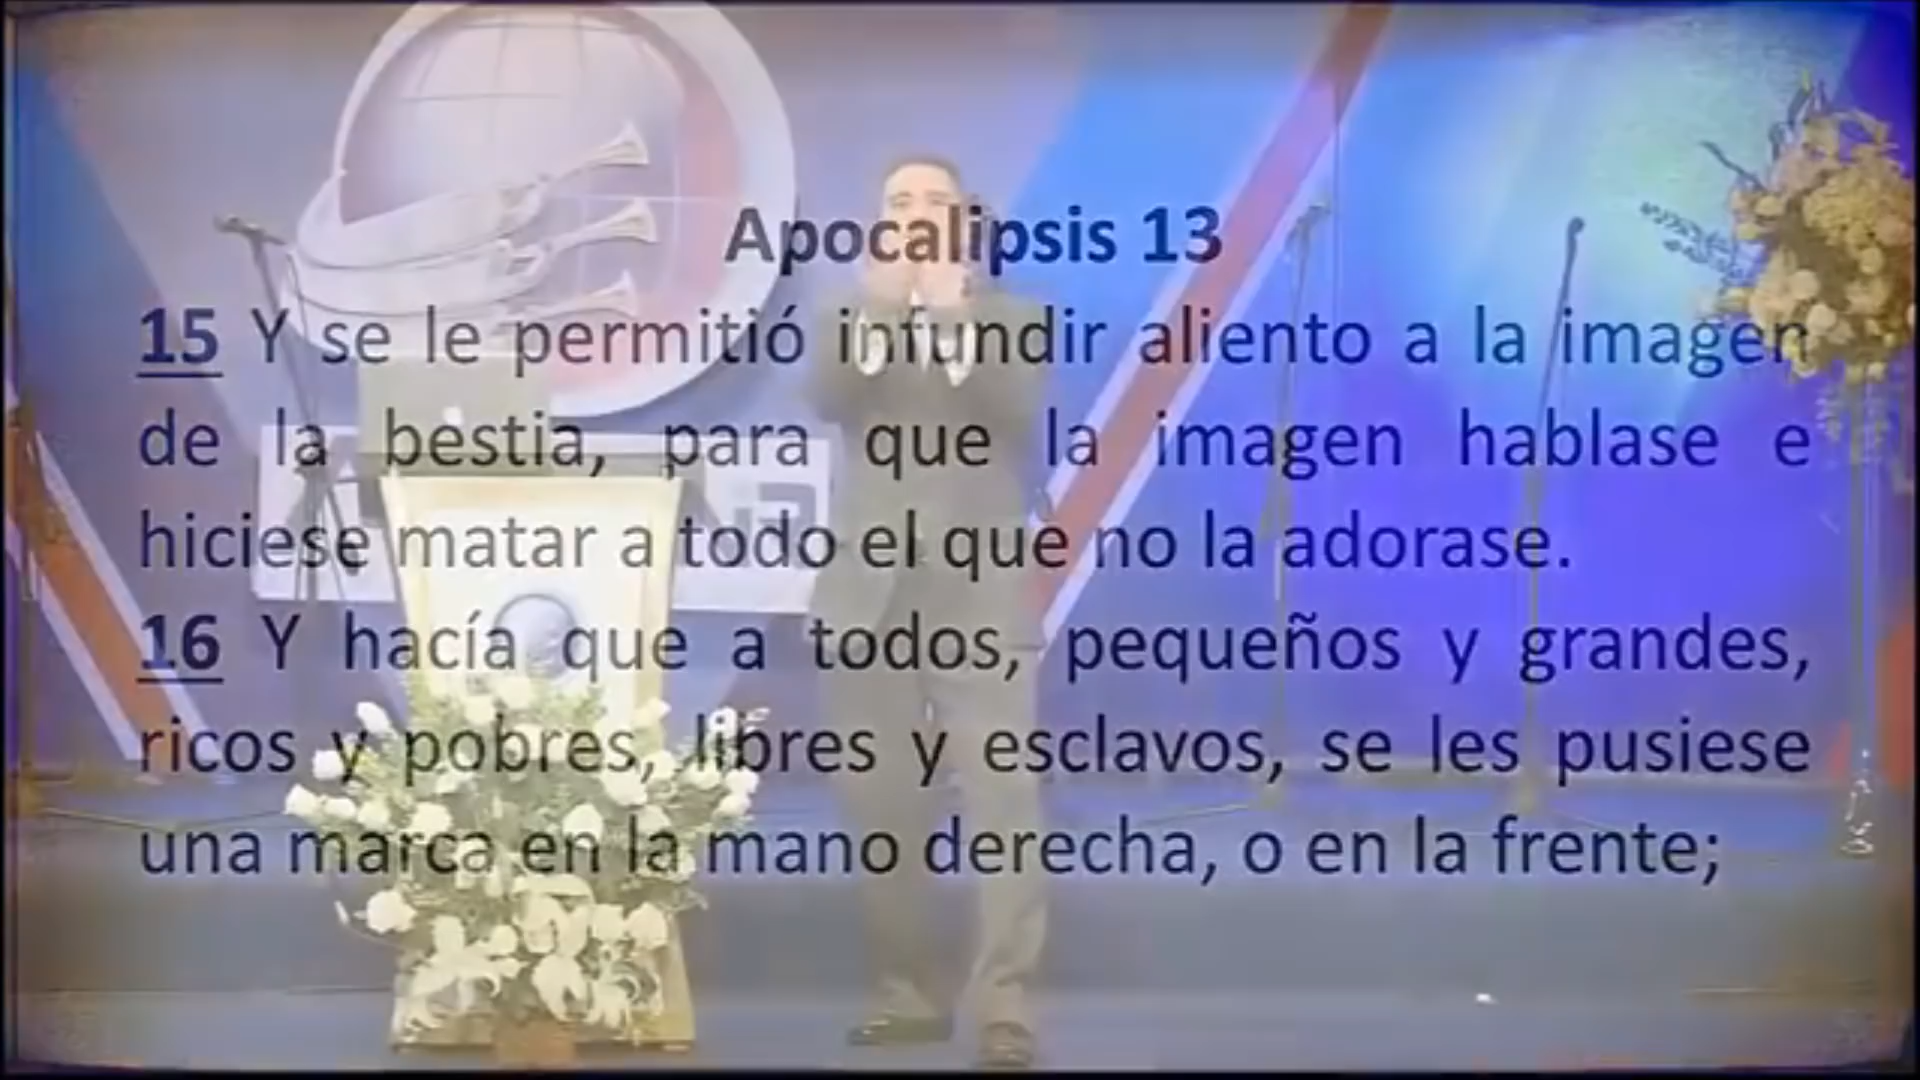 Apocalipsis 13
15 Y se le permitió infundir aliento a la imagen
de la bestia, para que la imagen hablase e
hiciese matar a todo el que no la adorase.
16 Y hacía que a todos, pequeños y grandes,
ricos y pobres, libres y esclavos, se les pusiese
una marca en la mano derecha, o en la frente;